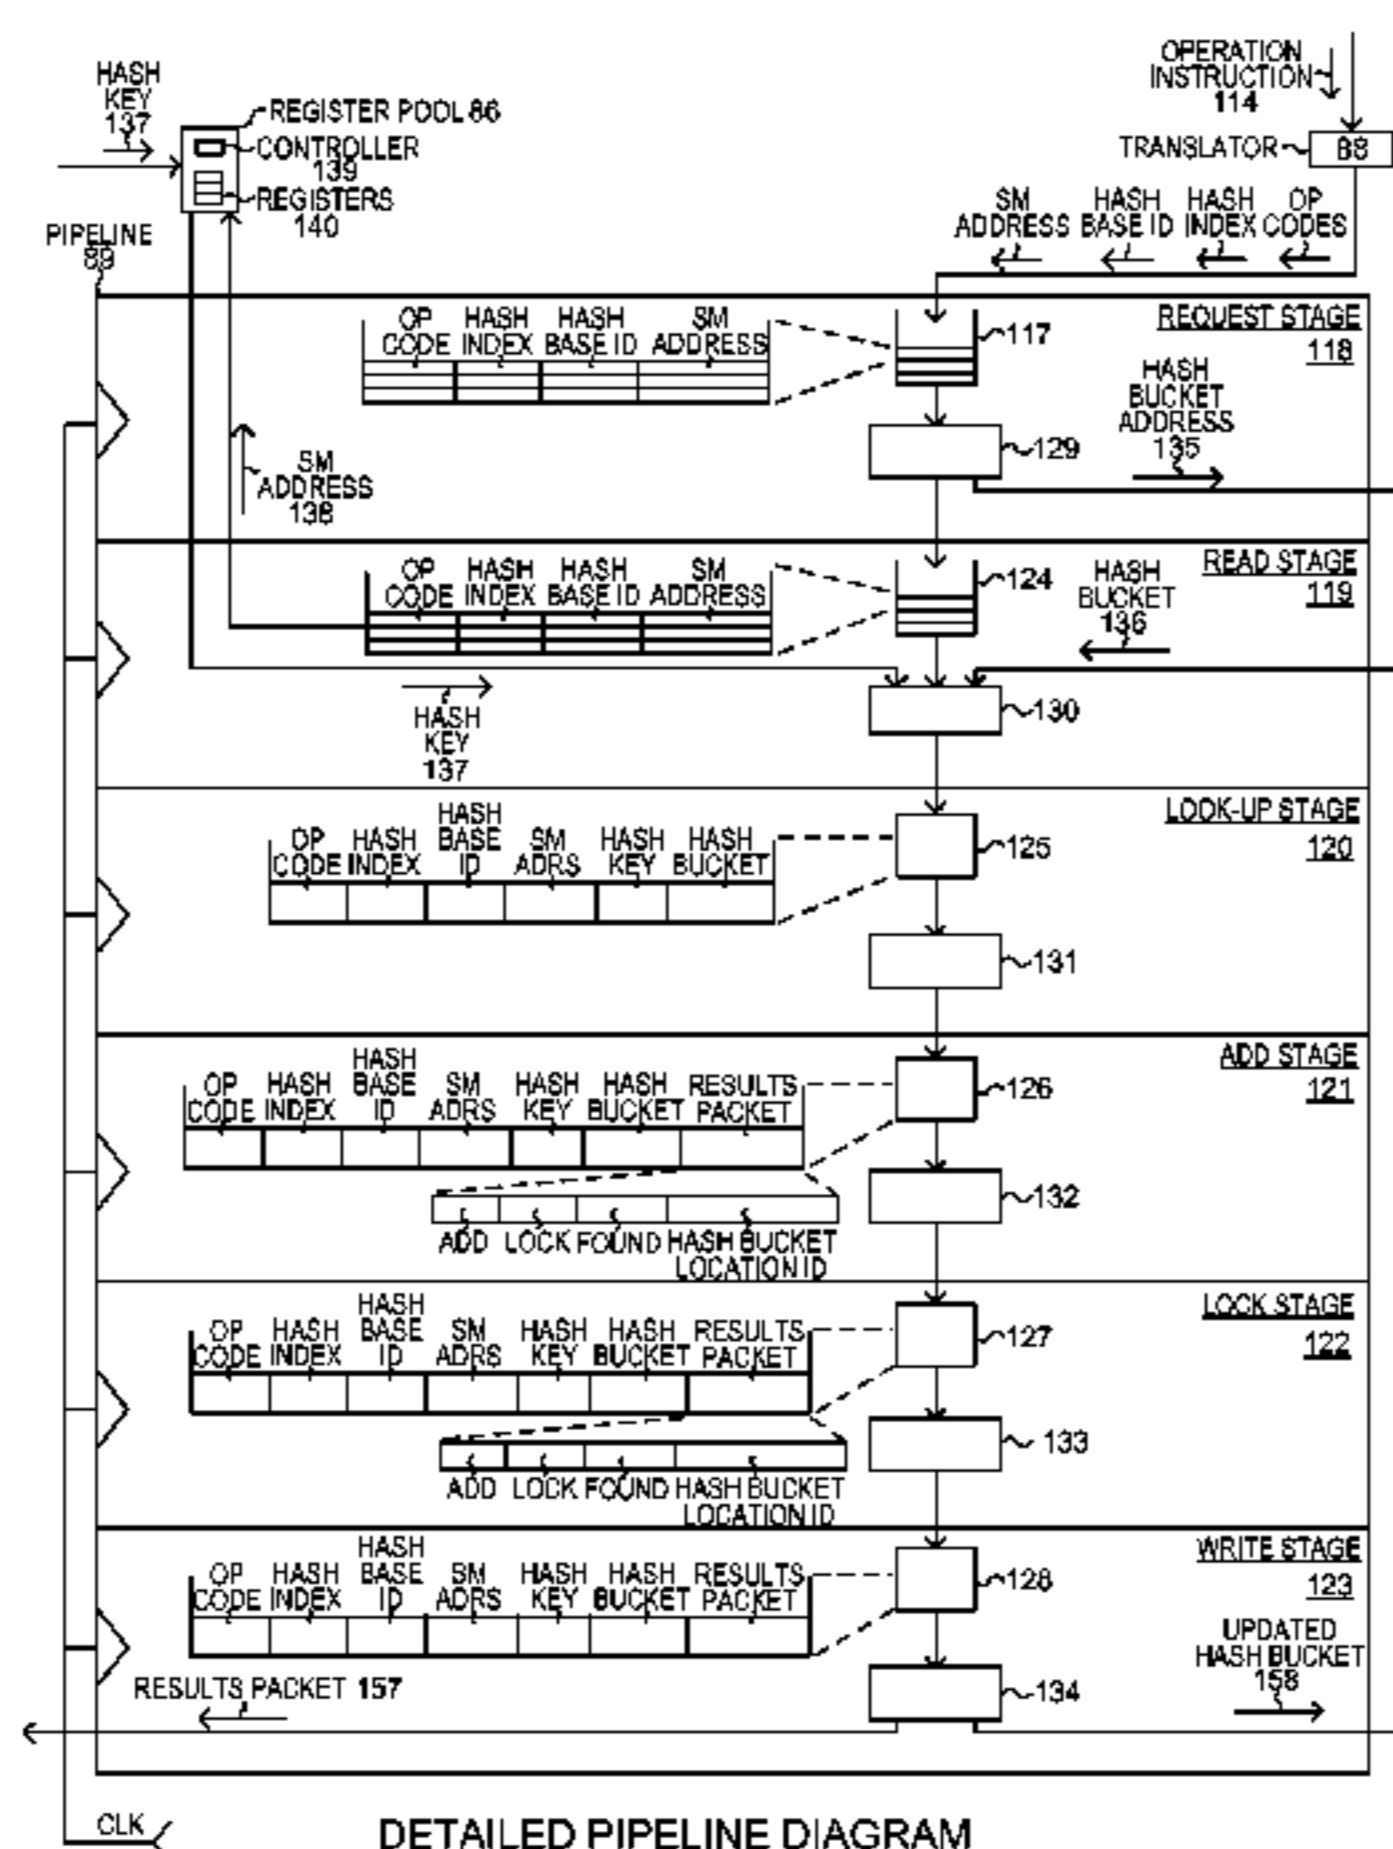 HASH
KEY
137
REGISTER POOL 86
CONTROLLER
139
REGISTERS
140
OPERATION
INSTRUCTION
114
TRANSLATOR
88
SM
ADDRESS
HASH
BASE ID
HASH
INDEX
OP
CODES
PIPELINE
89
REQUEST STAGE
118
OP
CODE
HASH
INDEX
HASH
BASE ID
SM
ADDRESS
117
HASH
BUCKET
ADDRESS
135
129
SM
ADDRESS
138
READ STAGE
119
OP
CODE
HASH
INDEX
HASH
BASE ID
SM
ADDRESS
124
HASH
BUCKET
136
130
HASH
KEY
137
LOOK-UP STAGE
120
OP
CODE
HASH
INDEX
HASH
BASE
ID
SM
ADRS
HASH
KEY
HASH
BUCKET
125
131
ADD STAGE
121
OP
CODE
HASH
INDEX
HASH
BASE
ID
SM
ADRS
HASH
KEY
HASH
BUCKET
RESULTS
PACKET
126
132
ADD
LOCK
FOUND
HASH BUCKET
LOCATION ID
LOCK STAGE
122
OP
CODE
HASH
INDEX
HASH
BASE
ID
SM
ADRS
HASH
KEY
HASH
BUCKET
RESULTS
PACKET
127
133
ADD
LOCK
FOUND
HASH BUCKET
LOCATION ID
WRITE STAGE
123
OP
CODE
HASH
INDEX
HASH
BASE
ID
SM
ADRS
HASH
KEY
HASH
BUCKET
RESULTS
PACKET
128
UPDATED
HASH BUCKET
158
RESULTS PACKET 157
134
CLK
DETAILED PIPELINE DIAGRAM